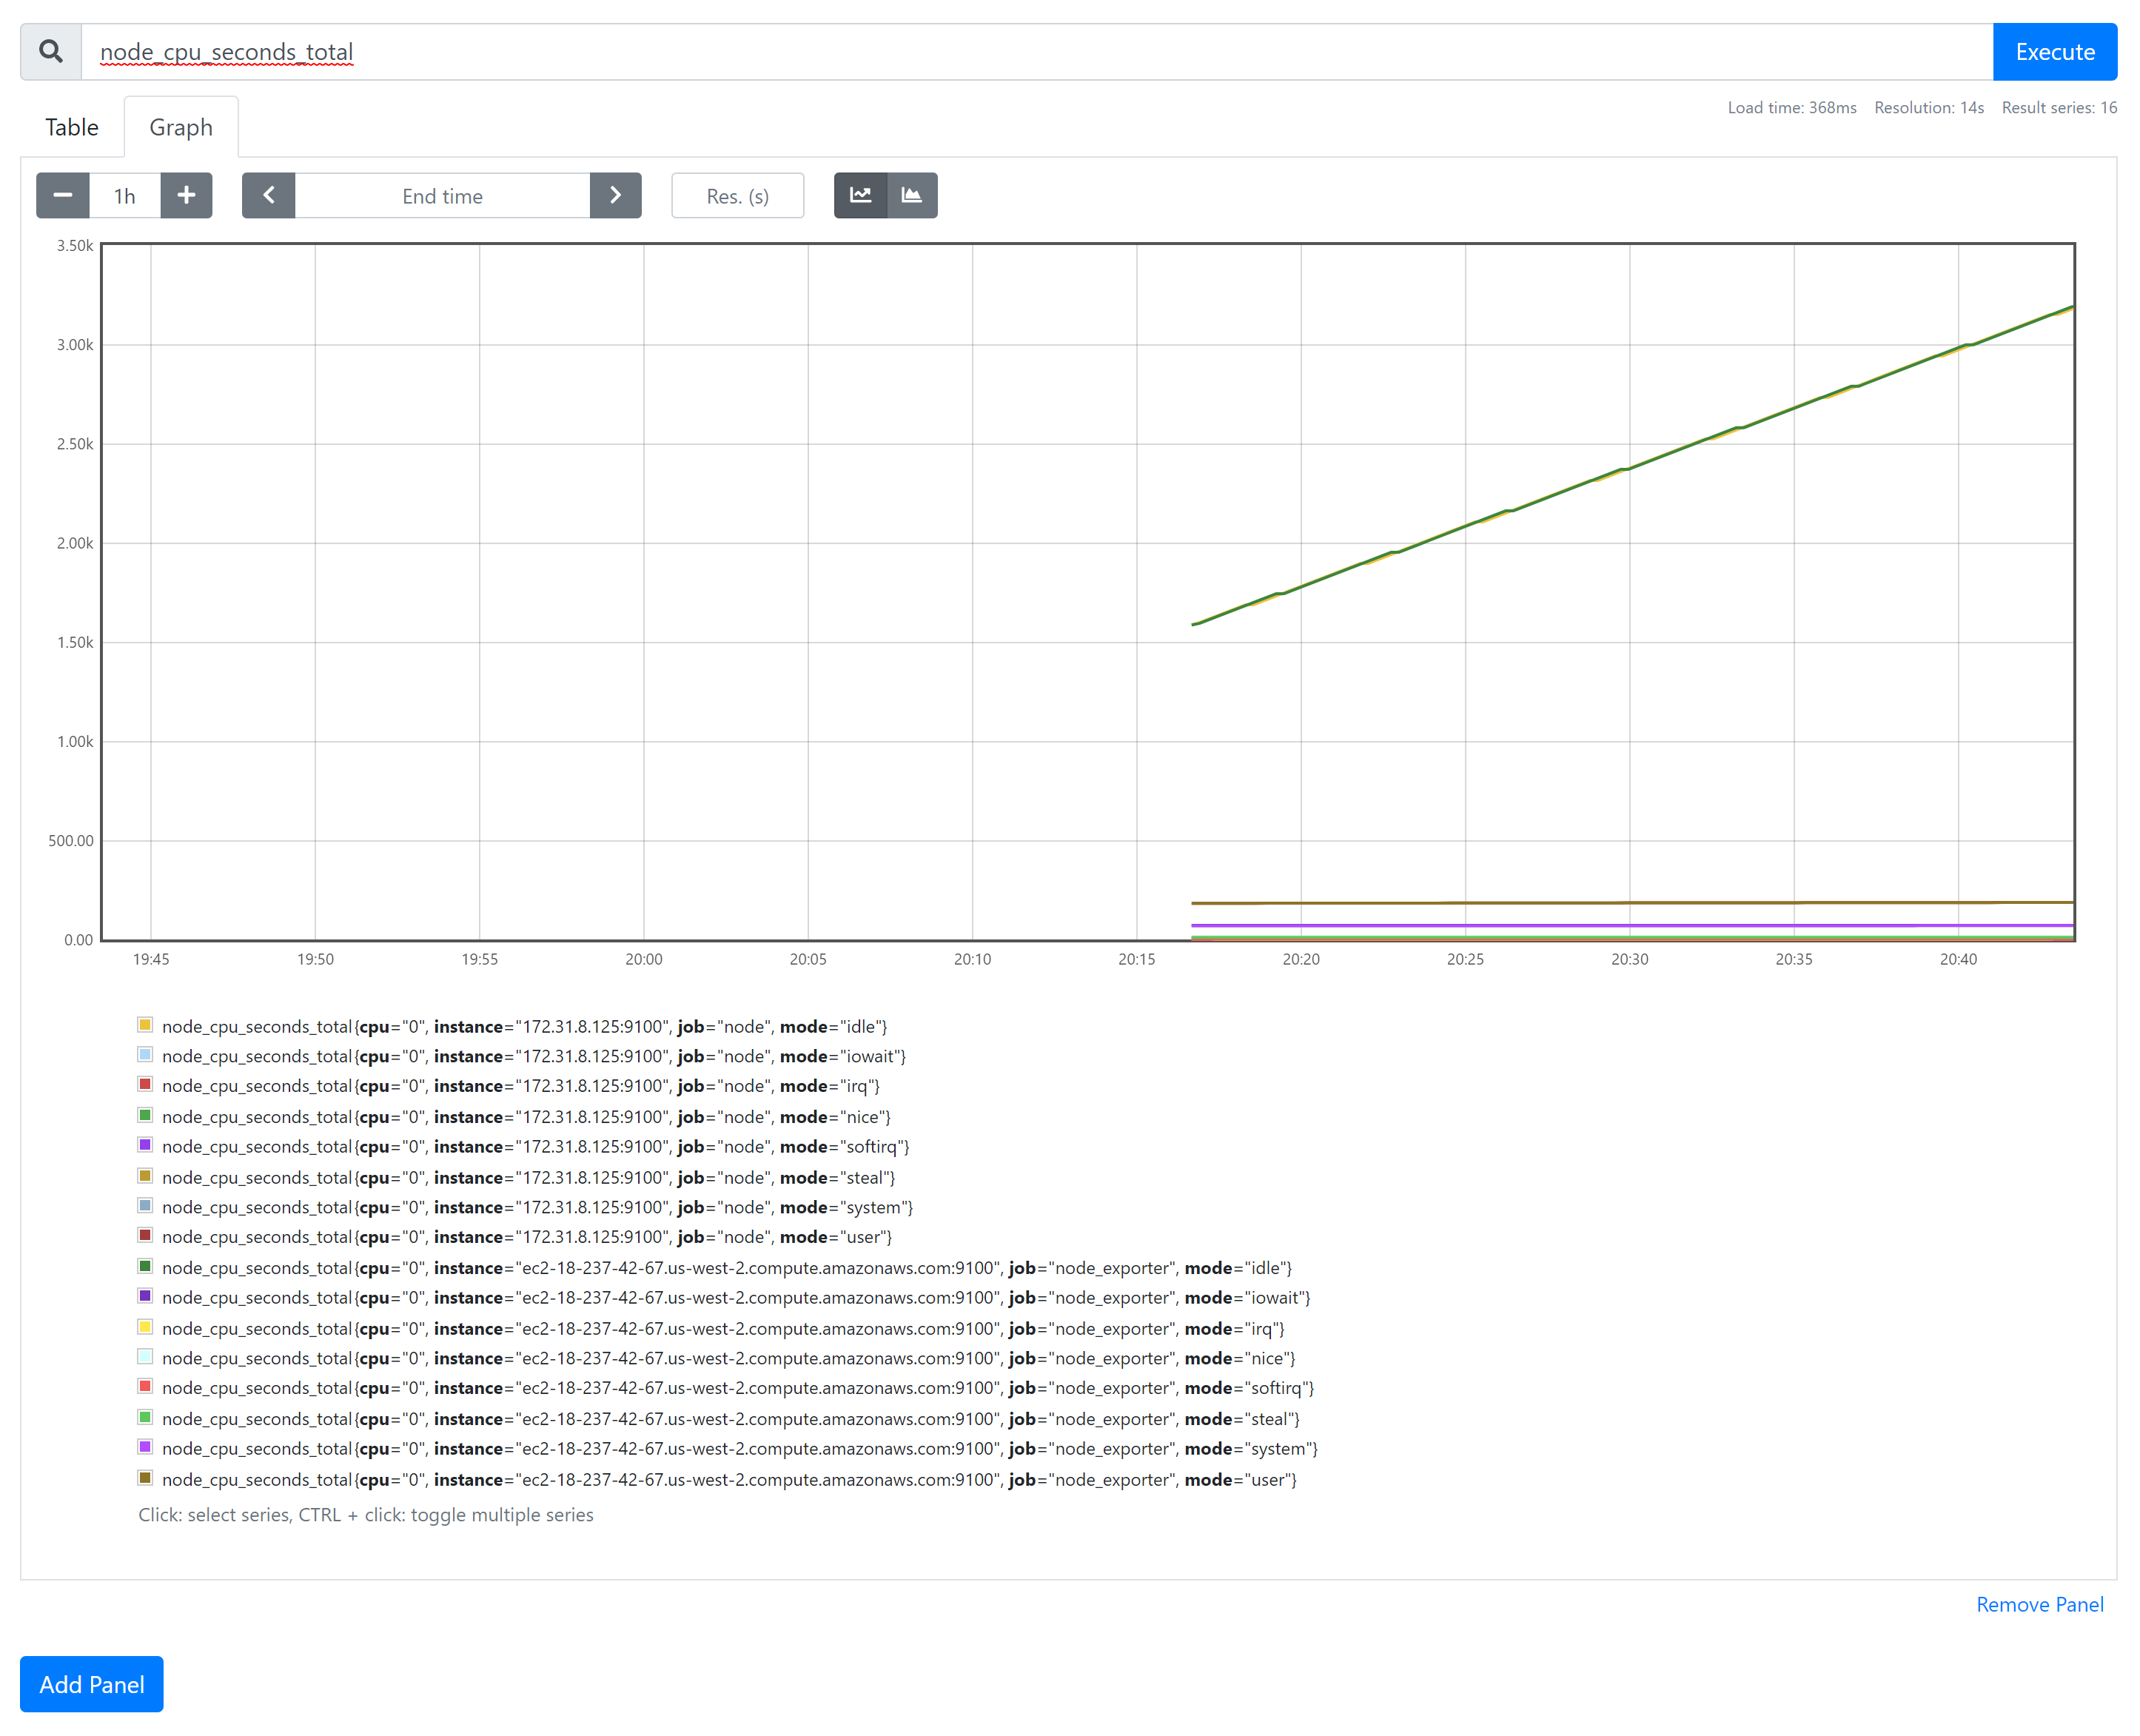 node_cpu_seconds_total
Execute
Load time: 368ms Resolution: 14s Result series: 16
Table
Graph
1h
End time
Res. (s)
3.50k
3.00k
2.50k
2.00k
1.50k
1.00k
500.00
0.00
19:45 19:50 19:55 20:00 20:05 20:10 20:15 20:20 20:25 20:30 20:35 20:40
node_cpu_seconds_total{cpu="0", instance="172.31.8.125:9100", job="node", mode="idle"}
node_cpu_seconds_total{cpu="0", instance="172.31.8.125:9100", job="node", mode="iowait"}
node_cpu_seconds_total{cpu="0", instance="172.31.8.125:9100", job="node", mode="irq"}
node_cpu_seconds_total{cpu="0", instance="172.31.8.125:9100", job="node", mode="nice"}
node_cpu_seconds_total{cpu="0", instance="172.31.8.125:9100", job="node", mode="softirq"}
node_cpu_seconds_total{cpu="0", instance="172.31.8.125:9100", job="node", mode="steal"}
node_cpu_seconds_total{cpu="0", instance="172.31.8.125:9100", job="node", mode="system"}
node_cpu_seconds_total{cpu="0", instance="172.31.8.125:9100", job="node", mode="user"}
node_cpu_seconds_total{cpu="0", instance="ec2-18-237-42-67.us-west-2.compute.amazonaws.com:9100", job="node_exporter", mode="idle"}
node_cpu_seconds_total{cpu="0", instance="ec2-18-237-42-67.us-west-2.compute.amazonaws.com:9100", job="node_exporter", mode="iowait"}
node_cpu_seconds_total{cpu="0", instance="ec2-18-237-42-67.us-west-2.compute.amazonaws.com:9100", job="node_exporter", mode="irq"}
node_cpu_seconds_total{cpu="0", instance="ec2-18-237-42-67.us-west-2.compute.amazonaws.com:9100", job="node_exporter", mode="nice"}
node_cpu_seconds_total{cpu="0", instance="ec2-18-237-42-67.us-west-2.compute.amazonaws.com:9100", job="node_exporter", mode="softirq"}
node_cpu_seconds_total{cpu="0", instance="ec2-18-237-42-67.us-west-2.compute.amazonaws.com:9100", job="node_exporter", mode="steal"}
node_cpu_seconds_total{cpu="0", instance="ec2-18-237-42-67.us-west-2.compute.amazonaws.com:9100", job="node_exporter", mode="system"}
node_cpu_seconds_total{cpu="0", instance="ec2-18-237-42-67.us-west-2.compute.amazonaws.com:9100", job="node_exporter", mode="user"}
Click: select series, CTRL + click: toggle multiple series
Remove Panel
Add Panel